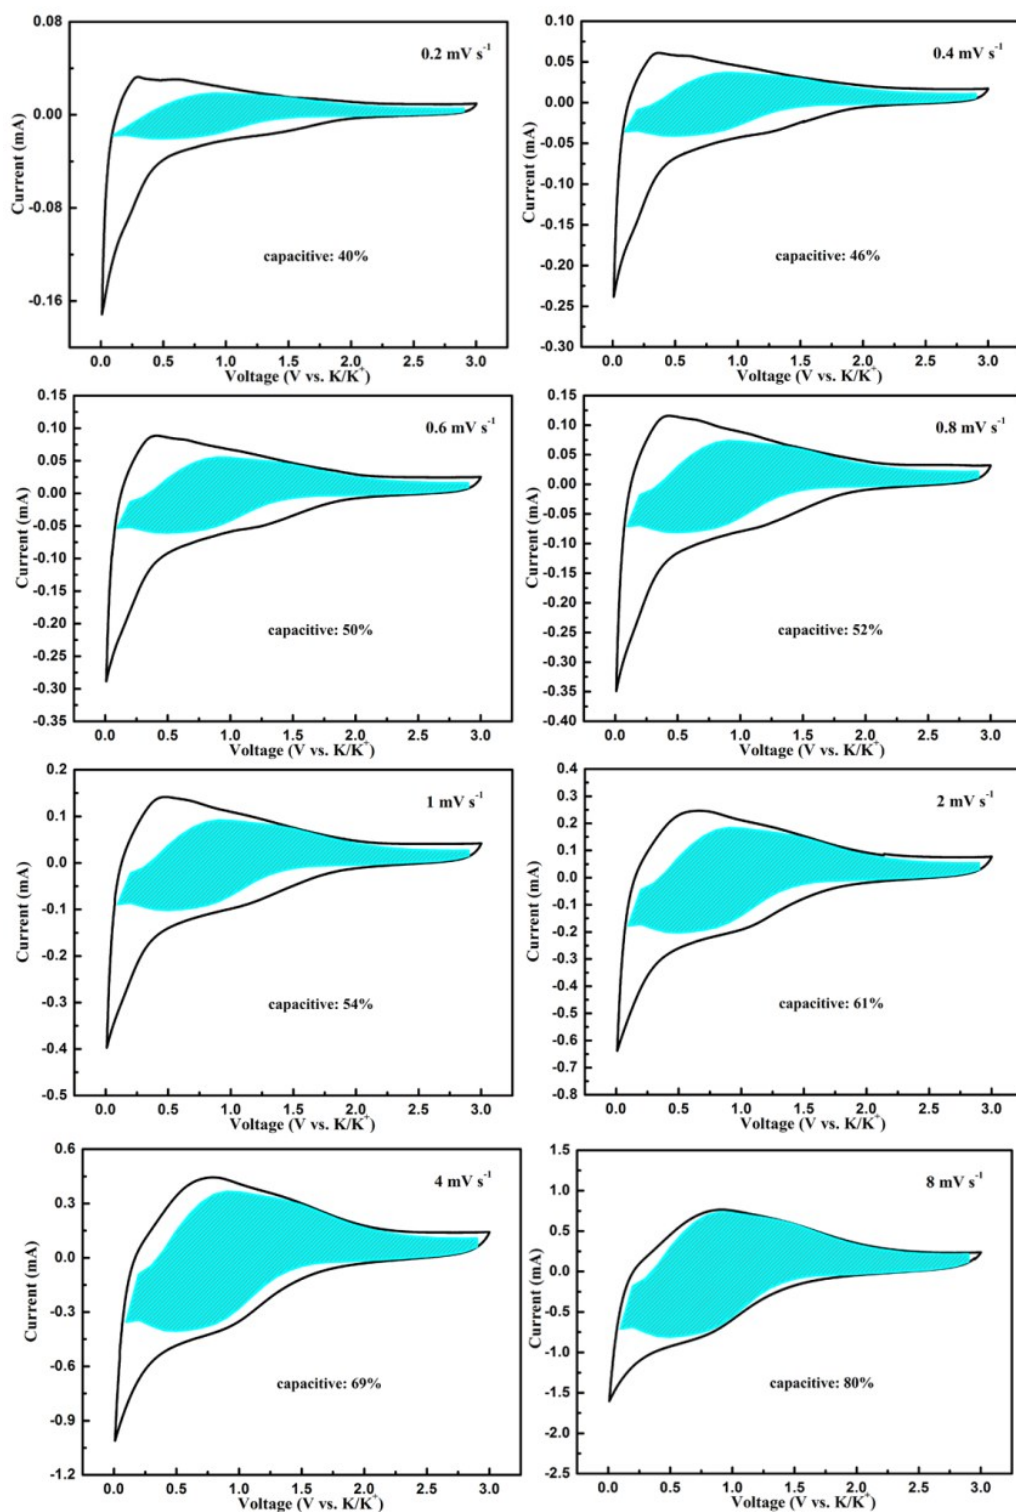 0.2 mV s⁻¹
0.08
0.00
-0.08
-0.16
Current (mA)
capacitive: 40%
0.0 0.5 1.0 1.5 2.0 2.5 3.0
Voltage (V vs. K/K⁺)
0.4 mV s⁻¹
0.10
0.05
0.00
-0.05
-0.10
-0.15
-0.20
-0.25
-0.30
Current (mA)
capacitive: 46%
0.0 0.5 1.0 1.5 2.0 2.5 3.0
Voltage (V vs. K/K⁺)
0.6 mV s⁻¹
0.15
0.10
0.05
0.00
-0.05
-0.10
-0.15
-0.20
-0.25
-0.30
-0.35
Current (mA)
capacitive: 50%
0.0 0.5 1.0 1.5 2.0 2.5 3.0
Voltage (V vs. K/K⁺)
0.8 mV s⁻¹
0.15
0.10
0.05
0.00
-0.05
-0.10
-0.15
-0.20
-0.25
-0.30
-0.35
-0.40
Current (mA)
capacitive: 52%
0.0 0.5 1.0 1.5 2.0 2.5 3.0
Voltage (V vs. K/K⁺)
1 mV s⁻¹
0.2
0.1
0.0
-0.1
-0.2
-0.3
-0.4
-0.5
Current (mA)
capacitive: 54%
0.0 0.5 1.0 1.5 2.0 2.5 3.0
Voltage (V vs. K/K⁺)
2 mV s⁻¹
0.4
0.3
0.2
0.1
0.0
-0.1
-0.2
-0.3
-0.4
-0.5
-0.6
-0.7
-0.8
Current (mA)
capacitive: 61%
0.0 0.5 1.0 1.5 2.0 2.5 3.0
Voltage (V vs. K/K⁺)
4 mV s⁻¹
0.6
0.3
0.0
-0.3
-0.6
-0.9
-1.2
Current (mA)
capacitive: 69%
0.0 0.5 1.0 1.5 2.0 2.5 3.0
Voltage (V vs. K/K⁺)
8 mV s⁻¹
1.5
1.0
0.5
0.0
-0.5
-1.0
-1.5
-2.0
-2.5
Current (mA)
capacitive: 80%
0.0 0.5 1.0 1.5 2.0 2.5 3.0
Voltage (V vs. K/K⁺)